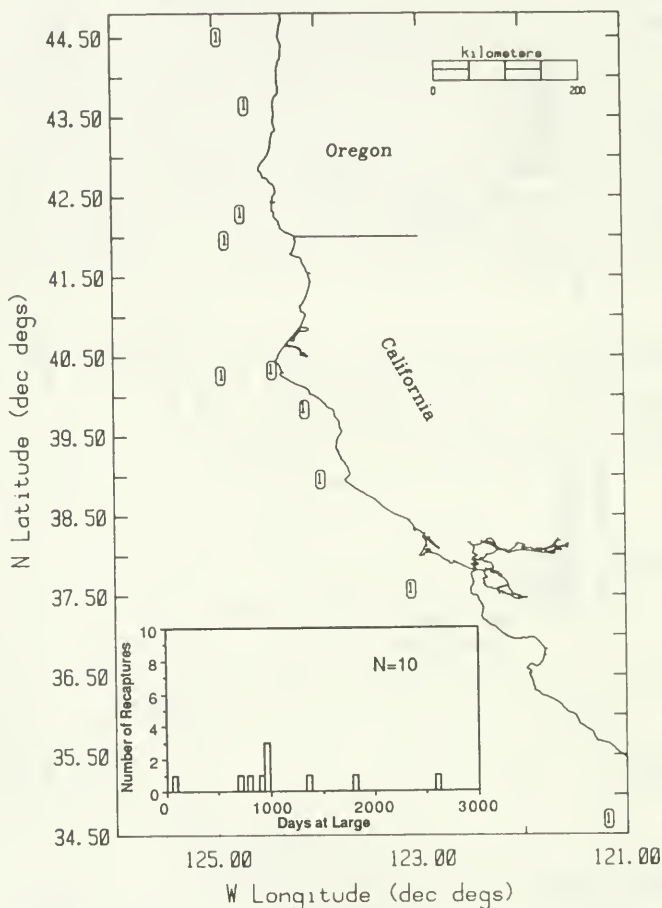 44.50
43.50
42.50
41.50
40.50
39.50
38.50
37.50
36.50
35.50
34.50
N Latitude (dec degs)
kilometers
0 200
Oregon
California
1
1
1
1
1
1
1
1
1
1
10
8
6
4
2
0
Number of Recaptures
N=10
0 1000 2000 3000
Days at Large
125.00 123.00 121.00
W Longitude (dec degs)